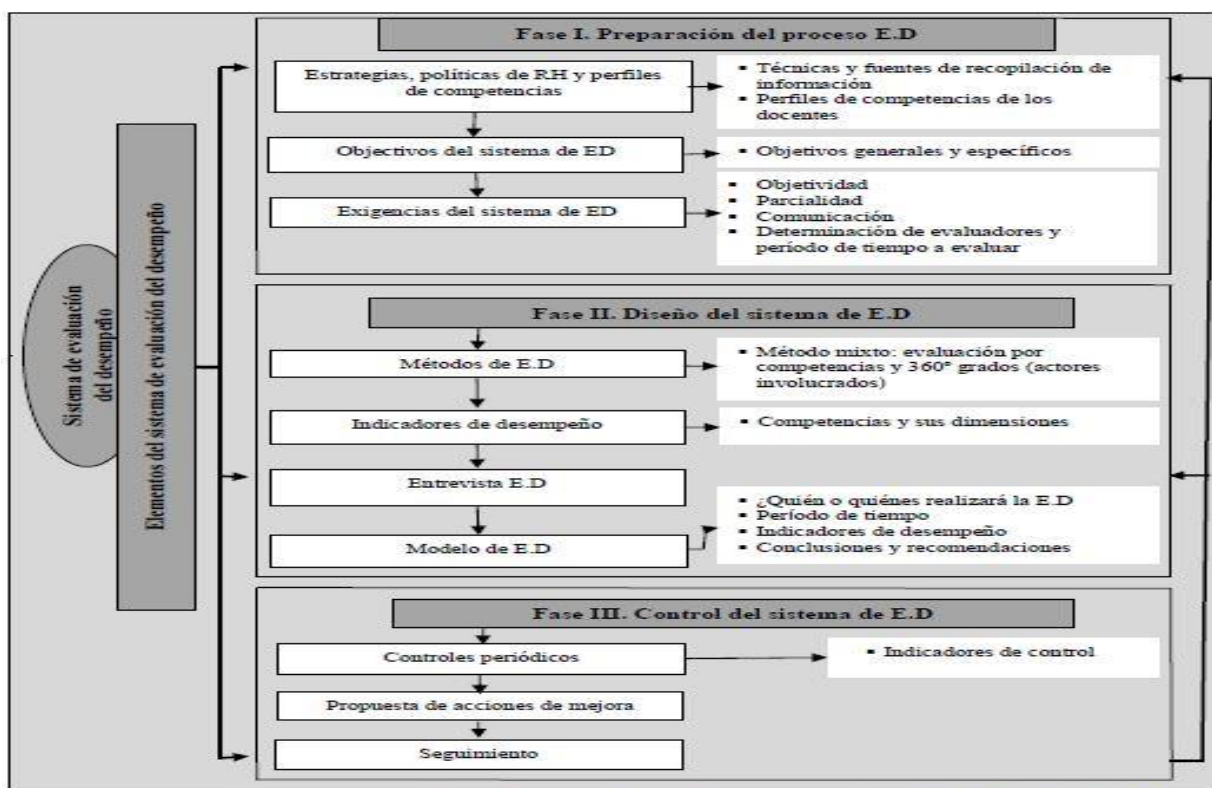 Sistema de evaluación
del desempeño
Elementos del sistema de evaluación del desempeño
Fase I. Preparación del proceso E.D
Estrategias, políticas de RH y perfiles
de competencias
▪ Técnicas y fuentes de recopilación de
información
▪ Perfiles de competencias de los
docentes
Objectivos del sistema de ED
▪ Objetivos generales y específicos
Exigencias del sistema de ED
▪ Objetividad
▪ Parcialidad
▪ Comunicación
▪ Determinación de evaluadores y
período de tiempo a evaluar
Fase II. Diseño del sistema de E.D
Métodos de E.D
▪ Método mixto: evaluación por
competencias y 360° grados (actores
involucrados)
Indicadores de desempeño
▪ Competencias y sus dimensiones
Entrevista E.D
Modelo de E.D
▪ ¿Quién o quiénes realizará la E.D
▪ Período de tiempo
▪ Indicadores de desempeño
▪ Conclusiones y recomendaciones
Fase III. Control del sistema de E.D
Controles periódicos
▪ Indicadores de control
Propuesta de acciones de mejora
Seguimiento